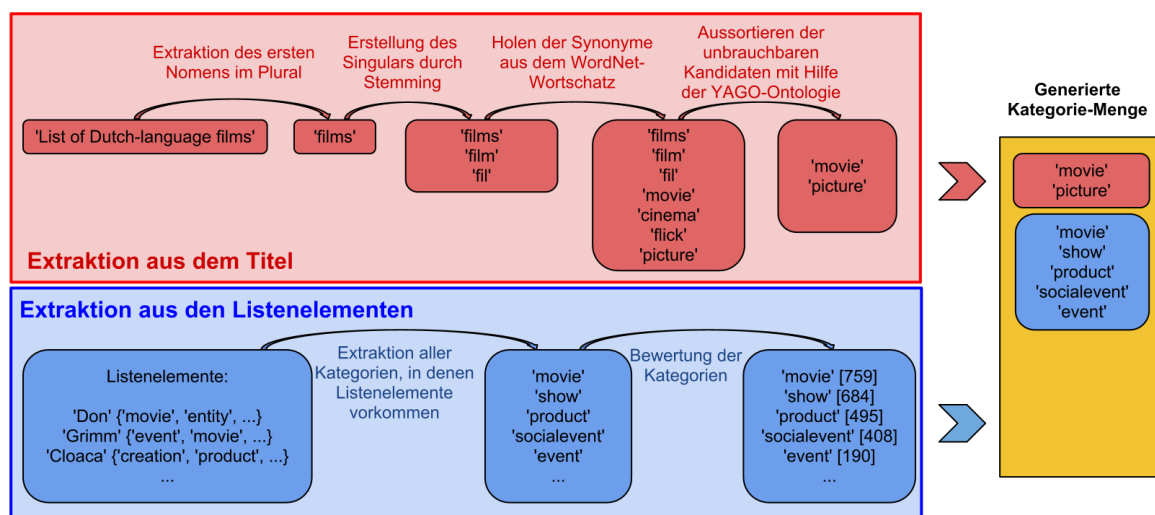 Extraktion des ersten
Nomens im Plural
Erstellung des
Singulars durch
Stemming
Holen der Synonyme
aus dem WordNet-
Wortschatz
Aussortieren der
unbrauchbaren
Kandidaten mit Hilfe
der YAGO-Ontologie
'List of Dutch-language films'
'films'
'films'
'film'
'fil'
'films'
'film'
'fil'
'movie'
'cinema'
'flick'
'picture'
'movie'
'picture'
Extraktion aus dem Titel
Extraktion aus den Listenelementen
Listenelemente:
'Don' {'movie', 'entity', ...}
'Grimm' {'event', 'movie', ...}
'Cloaca' {'creation', 'product', ...}
...
Extraktion aller
Kategorien, in denen
Listenelemente
vorkommen
'movie'
'show'
'product'
'socialevent'
'event'
...
Bewertung der
Kategorien
'movie' [759]
'show' [684]
'product' [495]
'socialevent' [408]
'event' [190]
...
Generierte
Kategorie-Menge
'movie'
'picture'
'movie'
'show'
'product'
'socialevent'
'event'